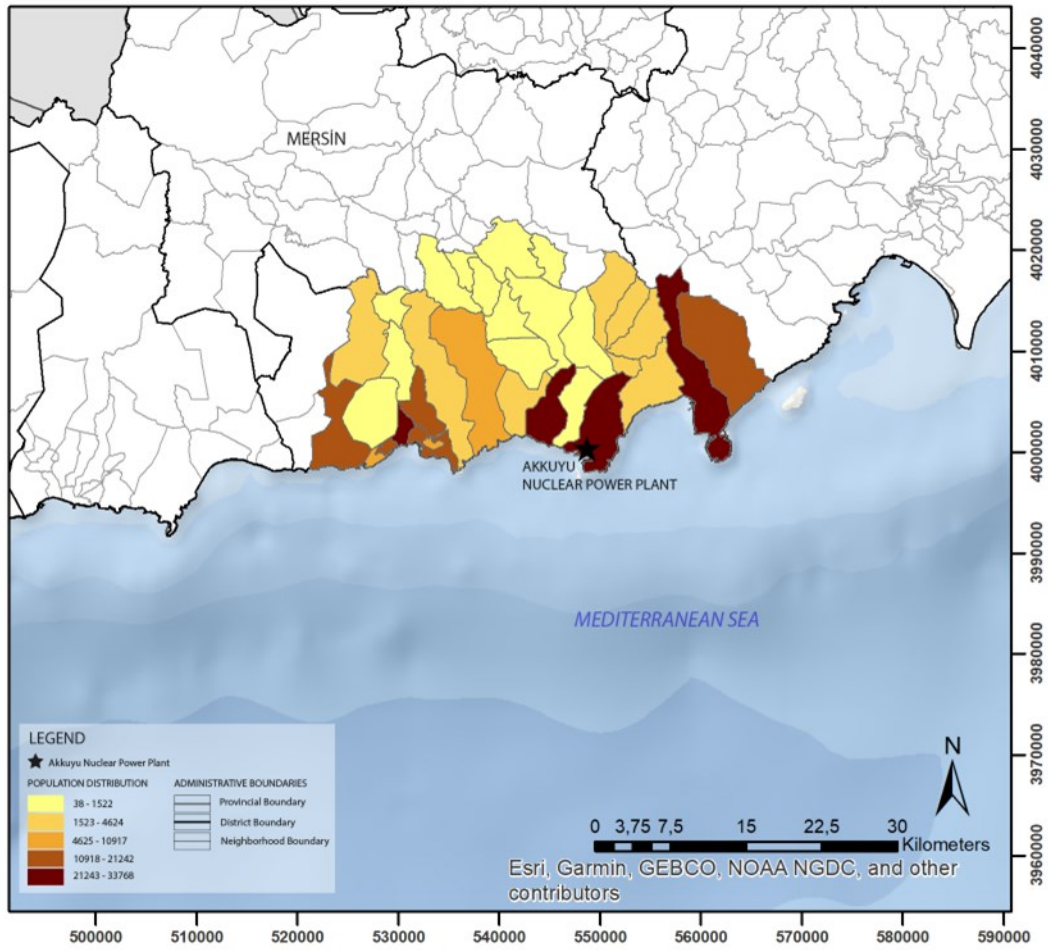 MERSİN
4040000
4030000
4020000
4010000
4000000
3990000
3980000
3970000
3960000
AKKUYU
NUCLEAR POWER PLANT
MEDITERRANEAN SEA
LEGEND
Akkuyu Nuclear Power Plant
POPULATION DISTRIBUTION
38 - 1522
1523 - 4624
4625 - 10917
10918 - 21242
21243 - 33768
ADMINISTRATIVE BOUNDARIES
Provincial Boundary
District Boundary
Neighborhood Boundary
N
0 3,75 7,5 15 22,5 30
Kilometers
Esri, Garmin, GEBCO, NOAA NGDC, and other
contributors
500000 510000 520000 530000 540000 550000 560000 570000 580000 590000